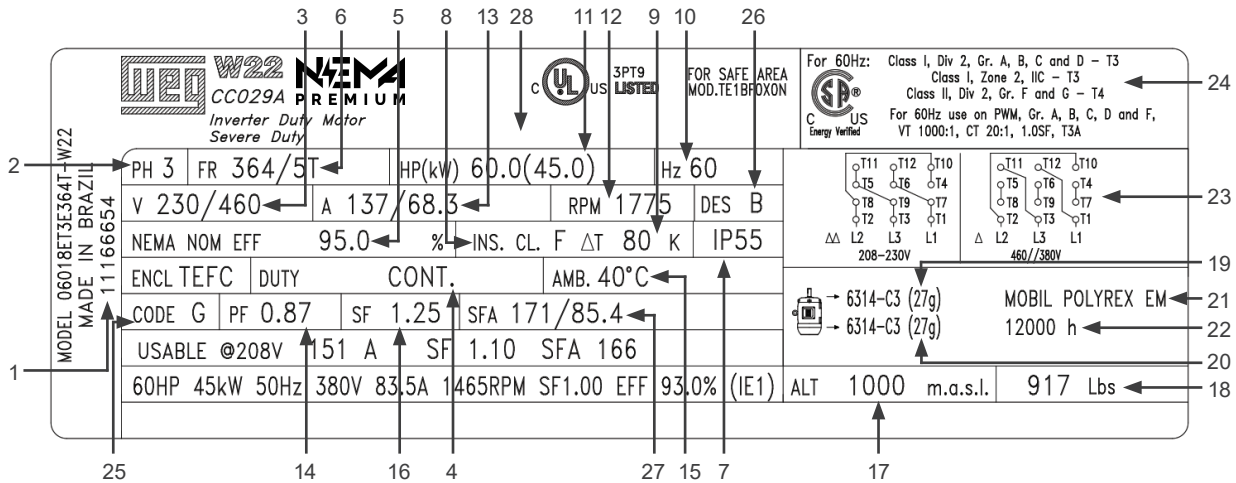 3 6 5 8 13 28 11 9 10 26
WEG W22 NEMA
CC029A PREMIUM
Inverter Duty Motor
Severe Duty
C UL US 3PT9
LISTED
FOR SAFE AREA
MOD.TE1BF0X0N
For 60Hz:
CSA ®
C US
Energy Verified
Class I, Div 2, Gr. A, B, C and D - T3
Class I, Zone 2, IIC - T3
Class II, Div 2, Gr. F and G - T4
For 60Hz use on PWM, Gr. A, B, C, D and F,
VT 1000:1, CT 20:1, 1.0SF, T3A
24
2
MODEL 06018ET3E364T-W22
MADE IN BRAZIL
11166654
PH 3 FR 364/5T HP(kW) 60.0(45.0) Hz 60
12
V 230/460 A 137/68.3 RPM 1775 DES B
NEMA NOM EFF 95.0 % INS. CL. F ΔT 80 K IP55
ENCL TEFC DUTY CONT. AMB. 40°C
CODE G PF 0.87 SF 1.25 SFA 171/85.4
USABLE @208V 151 A SF 1.10 SFA 166
60HP 45kW 50Hz 380V 83.5A 1465RPM SF1.00 EFF 93.0% (IE1)
T11 T12 T10
T5 T6 T4
T8 T9 T7
T2 T3 T1
ΔΔ L2 L3 L1
208-230V
T11 T12 T10
T5 T6 T4
T8 T9 T7
T2 T3 T1
Δ L2 L3 L1
460//380V
23
19
6314-C3 (27g) MOBIL POLYREX EM 21
6314-C3 (27g) 12000 h 22
20
ALT 1000 m.a.s.l. 917 Lbs 18
1
25 14 16 4 27 15 7 17